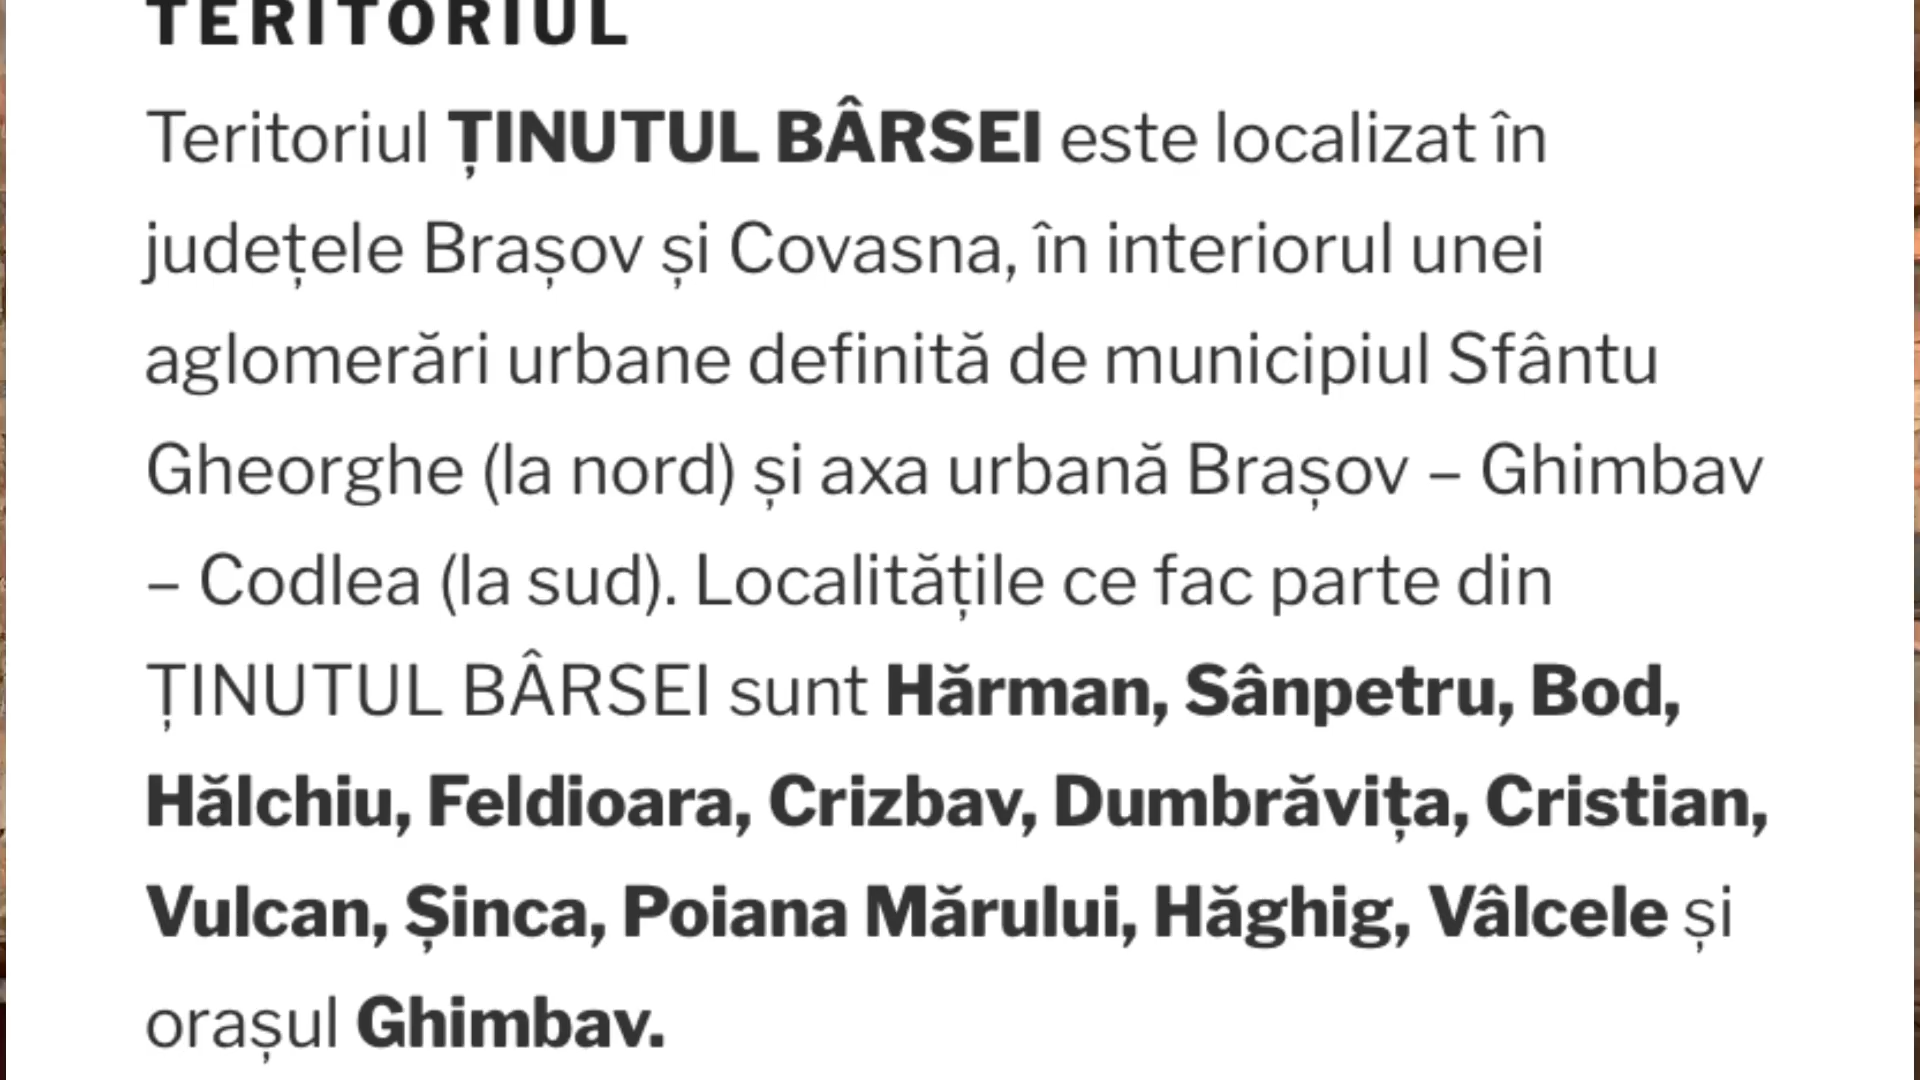 TERITORIUL
Teritoriul ȚINUTUL BÂRSEI este localizat în
județele Brașov și Covasna, în interiorul unei
aglomerări urbane definită de municipiul Sfântu
Gheorghe (la nord) și axa urbană Brașov – Ghimbav
– Codlea (la sud). Localitățile ce fac parte din
ȚINUTUL BÂRSEI sunt Hărman, Sânpetru, Bod,
Hălchiu, Feldioara, Crizbav, Dumbrăvița, Cristian,
Vulcan, Șinca, Poiana Mărului, Hăghig, Vâlcele și
orașul Ghimbav.